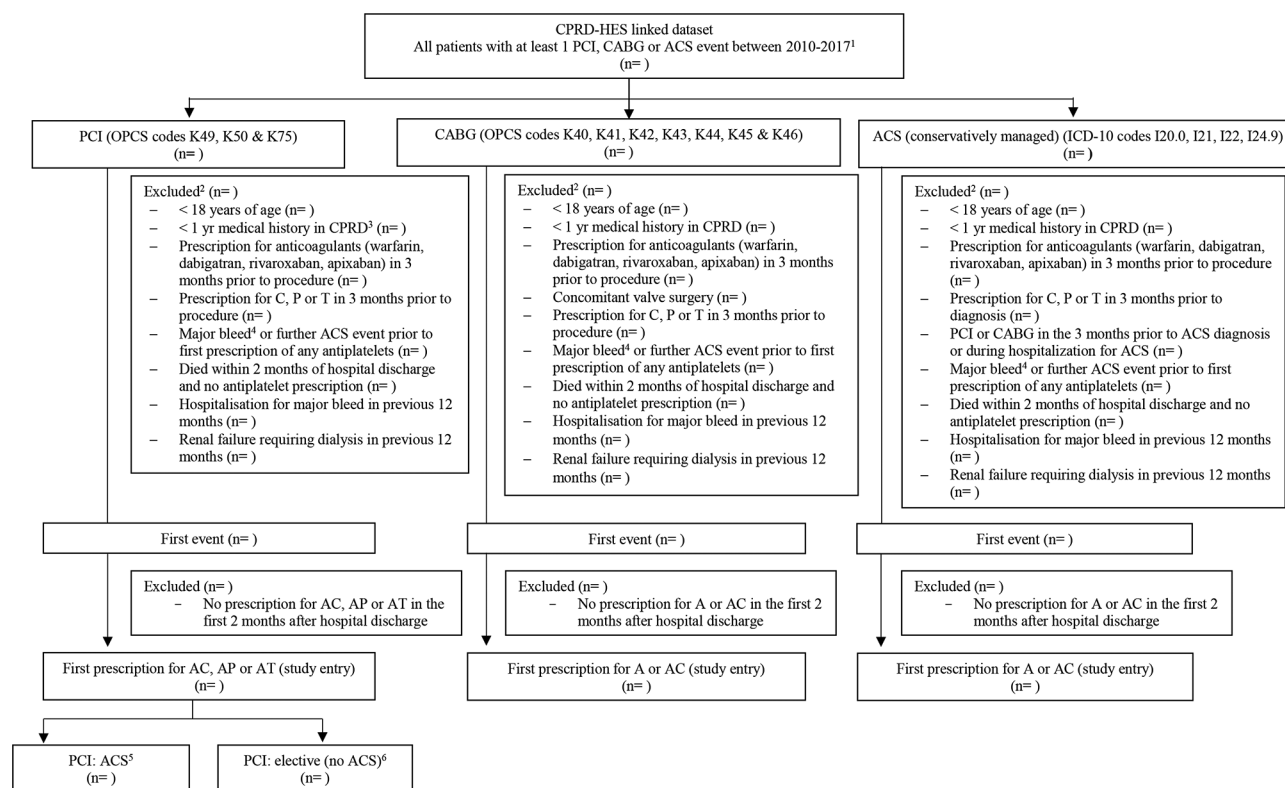 CPRD-HES linked dataset
All patients with at least 1 PCI, CABG or ACS event between 2010-2017¹
(n= )
PCI (OPCS codes K49, K50 & K75)
(n= )
CABG (OPCS codes K40, K41, K42, K43, K44, K45 & K46)
(n= )
ACS (conservatively managed) (ICD-10 codes I20.0, I21, I22, I24.9)
(n= )
Excluded² (n= )
– < 18 years of age (n= )
– < 1 yr medical history in CPRD³ (n= )
– Prescription for anticoagulants (warfarin,
dabigatran, rivaroxaban, apixaban) in 3
months prior to procedure (n= )
– Prescription for C, P or T in 3 months prior to
procedure (n= )
– Major bleed⁴ or further ACS event prior to
first prescription of any antiplatelets (n= )
– Died within 2 months of hospital discharge
and no antiplatelet prescription (n= )
– Hospitalisation for major bleed in previous 12
months (n= )
– Renal failure requiring dialysis in previous 12
months (n= )
Excluded² (n= )
– < 18 years of age (n= )
– < 1 yr medical history in CPRD (n= )
– Prescription for anticoagulants (warfarin,
dabigatran, rivaroxaban, apixaban) in 3
months prior to procedure (n= )
– Concomitant valve surgery (n= )
– Prescription for C, P or T in 3 months prior to
procedure (n= )
– Major bleed⁴ or further ACS event prior to first
prescription of any antiplatelets (n= )
– Died within 2 months of hospital discharge and
no antiplatelet prescription (n= )
– Hospitalisation for major bleed in previous 12
months (n= )
– Renal failure requiring dialysis in previous 12
months (n= )
Excluded² (n= )
– < 18 years of age (n= )
– < 1 yr medical history in CPRD (n= )
– Prescription for anticoagulants (warfarin, dabigatran,
rivaroxaban, apixaban) in 3 months prior to procedure
(n= )
– Prescription for C, P or T in 3 months prior to
diagnosis (n= )
– PCI or CABG in the 3 months prior to ACS diagnosis
or during hospitalization for ACS (n= )
– Major bleed⁴ or further ACS event prior to first
prescription of any antiplatelets (n= )
– Died within 2 months of hospital discharge and no
antiplatelet prescription (n= )
– Hospitalisation for major bleed in previous 12 months
(n= )
– Renal failure requiring dialysis in previous 12 months
(n= )
First event (n= )
First event (n= )
First event (n= )
Excluded (n= )
- No prescription for AC, AP or AT in the
first 2 months after hospital discharge
Excluded (n= )
- No prescription for A or AC in the first 2
months after hospital discharge
Excluded (n= )
- No prescription for A or AC in the first 2
months after hospital discharge
First prescription for AC, AP or AT (study entry)
(n= )
First prescription for A or AC (study entry)
(n= )
First prescription for A or AC (study entry)
(n= )
PCI: ACS⁵
(n= )
PCI: elective (no ACS)⁶
(n= )